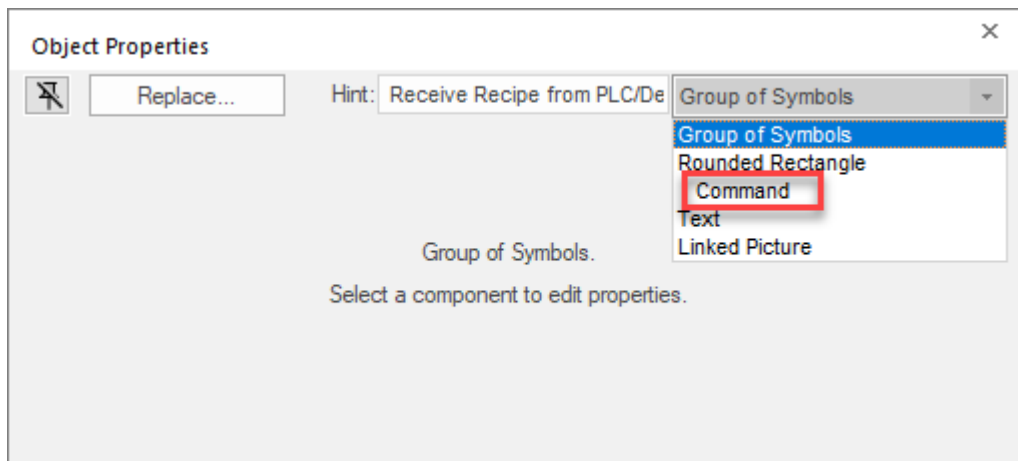 Object Properties
Replace...
Hint: Receive Recipe from PLC/De
Group of Symbols
Group of Symbols
Rounded Rectangle
Command
Text
Linked Picture
Group of Symbols.
Select a component to edit properties.